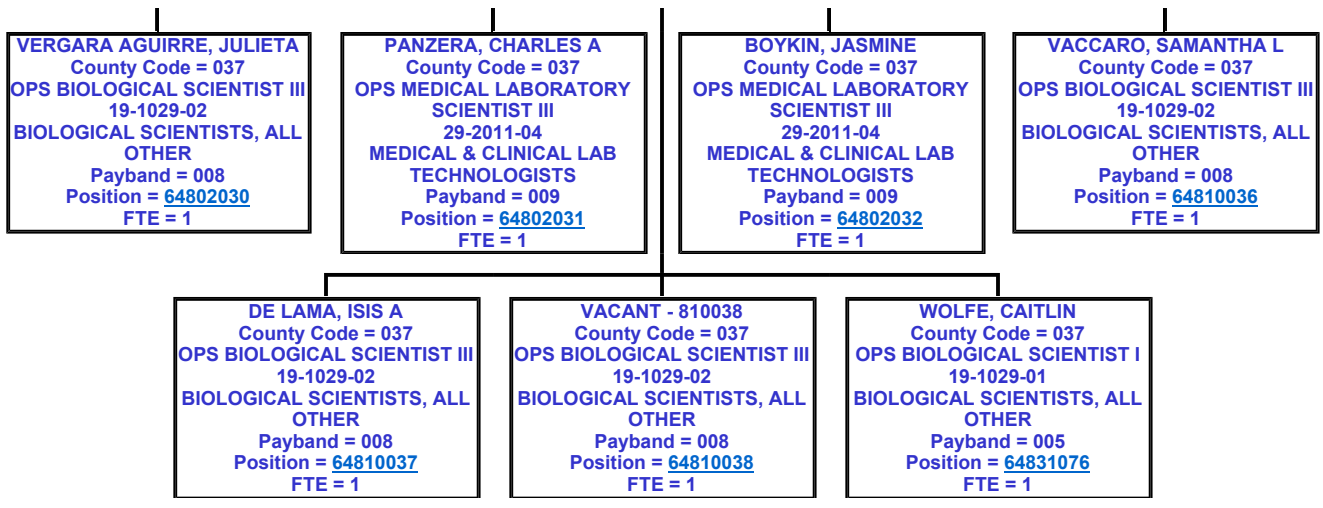 VERGARA AGUIRRE, JULIETA
County Code = 037
OPS BIOLOGICAL SCIENTIST III
19-1029-02
BIOLOGICAL SCIENTISTS, ALL
OTHER
Payband = 008
Position = 64802030
FTE = 1
PANZERA, CHARLES A
County Code = 037
OPS MEDICAL LABORATORY
SCIENTIST III
29-2011-04
MEDICAL & CLINICAL LAB
TECHNOLOGISTS
Payband = 009
Position = 64802031
FTE = 1
BOYKIN, JASMINE
County Code = 037
OPS MEDICAL LABORATORY
SCIENTIST III
29-2011-04
MEDICAL & CLINICAL LAB
TECHNOLOGISTS
Payband = 009
Position = 64802032
FTE = 1
VACCARO, SAMANTHA L
County Code = 037
OPS BIOLOGICAL SCIENTIST III
19-1029-02
BIOLOGICAL SCIENTISTS, ALL
OTHER
Payband = 008
Position = 64810036
FTE = 1
DE LAMA, ISIS A
County Code = 037
OPS BIOLOGICAL SCIENTIST III
19-1029-02
BIOLOGICAL SCIENTISTS, ALL
OTHER
Payband = 008
Position = 64810037
FTE = 1
VACANT - 810038
County Code = 037
OPS BIOLOGICAL SCIENTIST III
19-1029-02
BIOLOGICAL SCIENTISTS, ALL
OTHER
Payband = 008
Position = 64810038
FTE = 1
WOLFE, CAITLIN
County Code = 037
OPS BIOLOGICAL SCIENTIST I
19-1029-01
BIOLOGICAL SCIENTISTS, ALL
OTHER
Payband = 005
Position = 64831076
FTE = 1